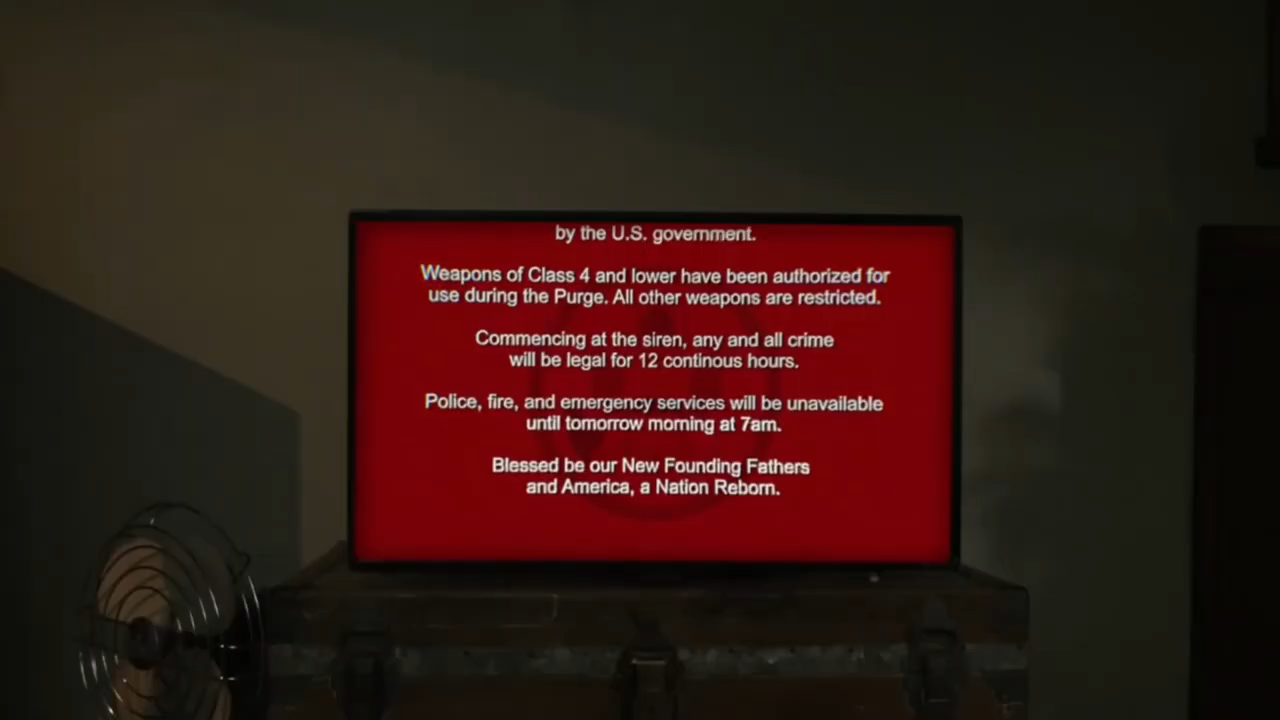 by the U.S. government.
Weapons of Class 4 and lower have been authorized for
use during the Purge. All other weapons are restricted.
Commencing at the siren, any and all crime
will be legal for 12 continous hours.
Police, fire, and emergency services will be unavailable
until tomorrow morning at 7am.
Blessed be our New Founding Fathers
and America, a Nation Reborn.